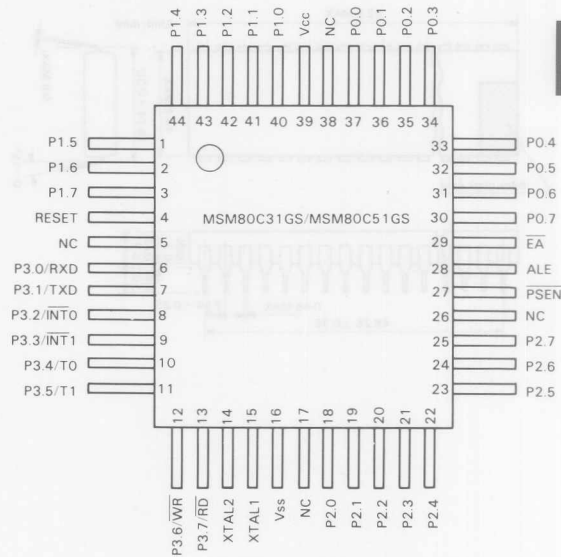 P1.4 P1.3 P1.2 P1.1 P1.0 Vcc NC P0.0 P0.1 P0.2 P0.3
44 43 42 41 40 39 38 37 36 35 34
P1.5 1 33 P0.4
P1.6 2 32 P0.5
P1.7 3 31 P0.6
RESET 4 MSM80C31GS/MSM80C51GS 30 P0.7
NC 5 29 E̅A̅
P3.0/RXD 6 28 ALE
P3.1/TXD 7 27 P̅S̅E̅N̅
P3.2/I̅N̅T̅0̅ 8 26 NC
P3.3/I̅N̅T̅1̅ 9 25 P2.7
P3.4/T0 10 24 P2.6
P3.5/T1 11 23 P2.5
12 13 14 15 16 17 18 19 20 21 22
P3.6/W̅R̅ P3.7/R̅D̅ XTAL2 XTAL1 Vss NC P2.0 P2.1 P2.2 P2.3 P2.4